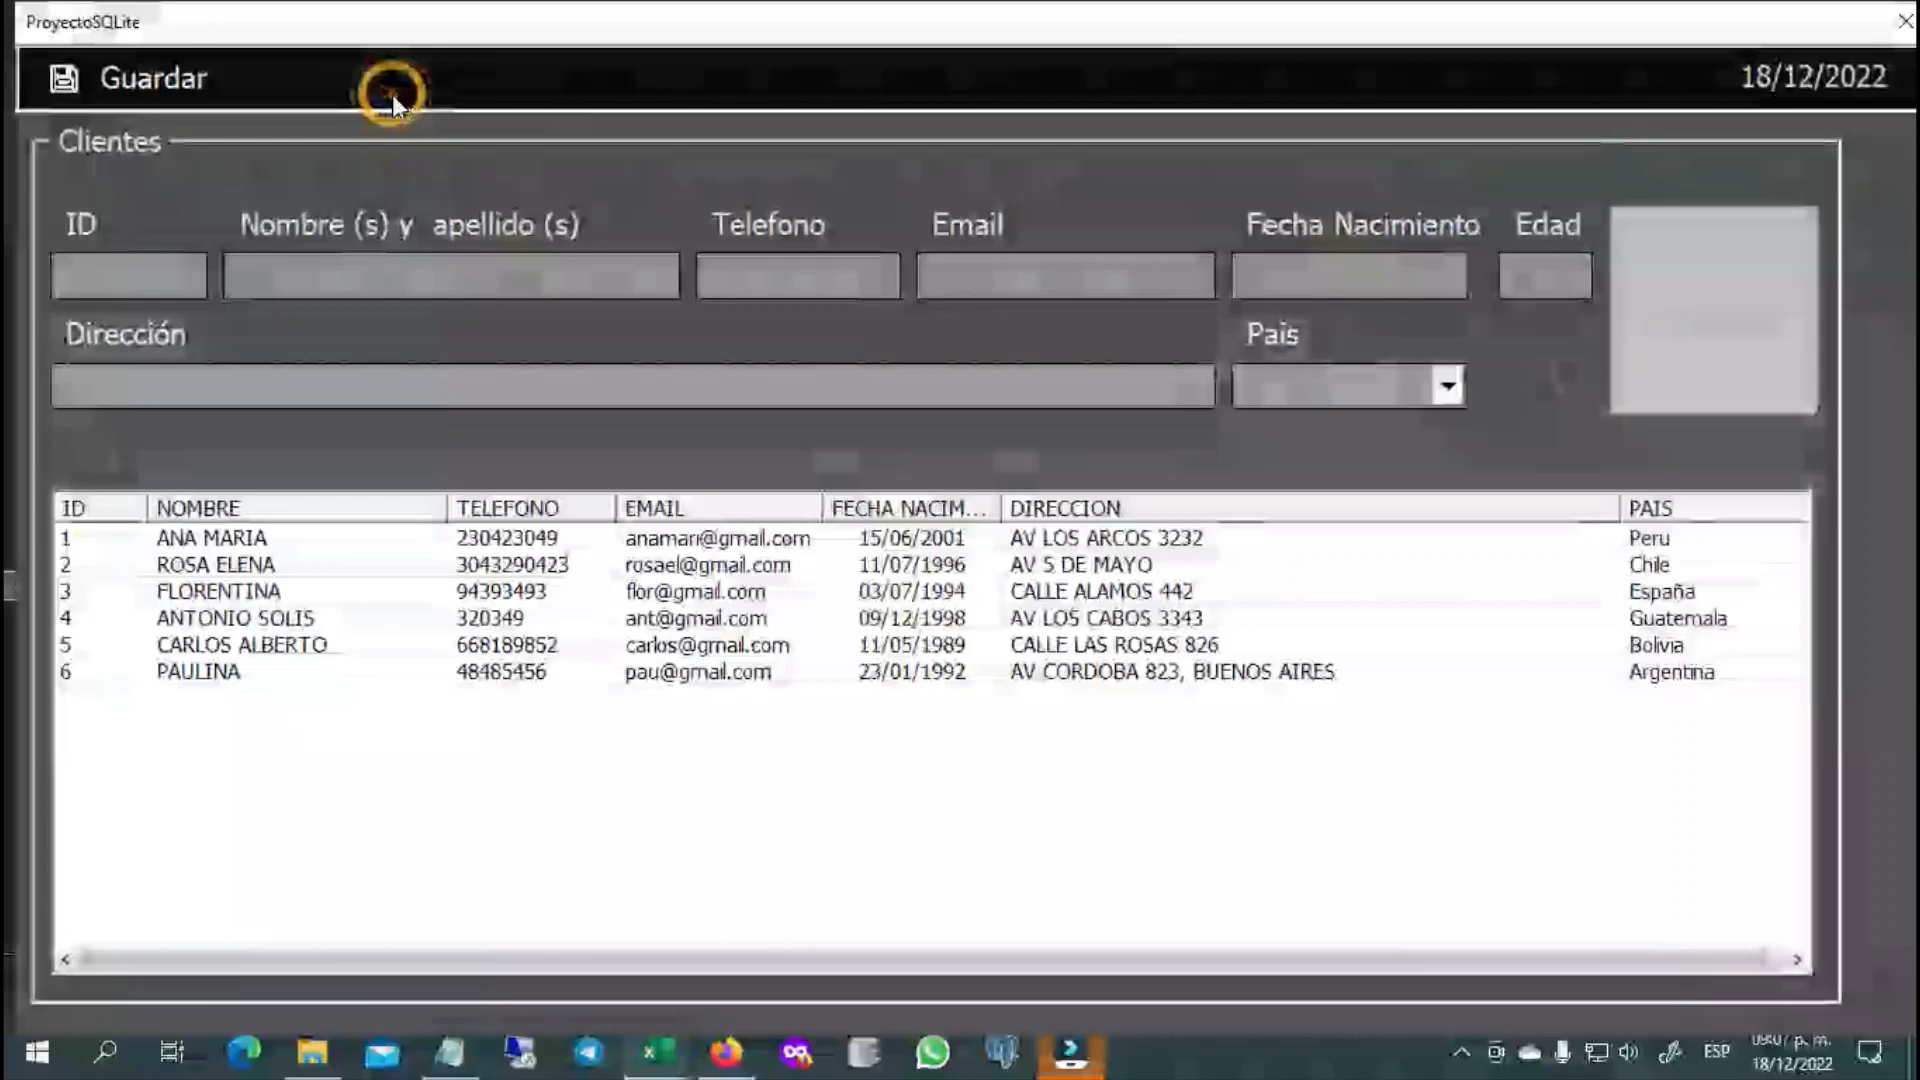 ProyectoSQLite
Guardar 18/12/2022
Clientes
ID Nombre (s) y apellido (s) Telefono Email Fecha Nacimiento Edad
Dirección Pais
ID NOMBRE TELEFONO EMAIL FECHA NACIM... DIRECCION PAIS
1 ANA MARIA 230423049 anamari@gmail.com 15/06/2001 AV LOS ARCOS 3232 Peru
2 ROSA ELENA 3043290423 rosael@gmail.com 11/07/1996 AV 5 DE MAYO Chile
3 FLORENTINA 94393493 flor@gmail.com 03/07/1994 CALLE ALAMOS 442 España
4 ANTONIO SOLIS 320349 ant@gmail.com 09/12/1998 AV LOS CABOS 3343 Guatemala
5 CARLOS ALBERTO 668189852 carlos@gmail.com 11/05/1989 CALLE LAS ROSAS 826 Bolivia
6 PAULINA 48485456 pau@gmail.com 23/01/1992 AV CORDOBA 823, BUENOS AIRES Argentina
ESP 09:07 p. m.
18/12/2022